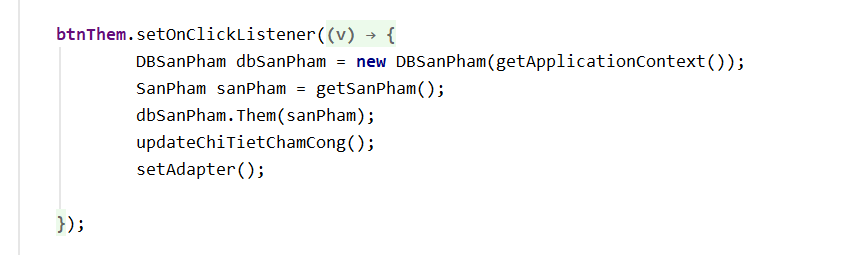 btnThem.setOnClickListener((v) → {
DBSanPham dbSanPham = new DBSanPham(getApplicationContext());
SanPham sanPham = getSanPham();
dbSanPham.Them(sanPham);
updateChiTietChamCong();
setAdapter();
});